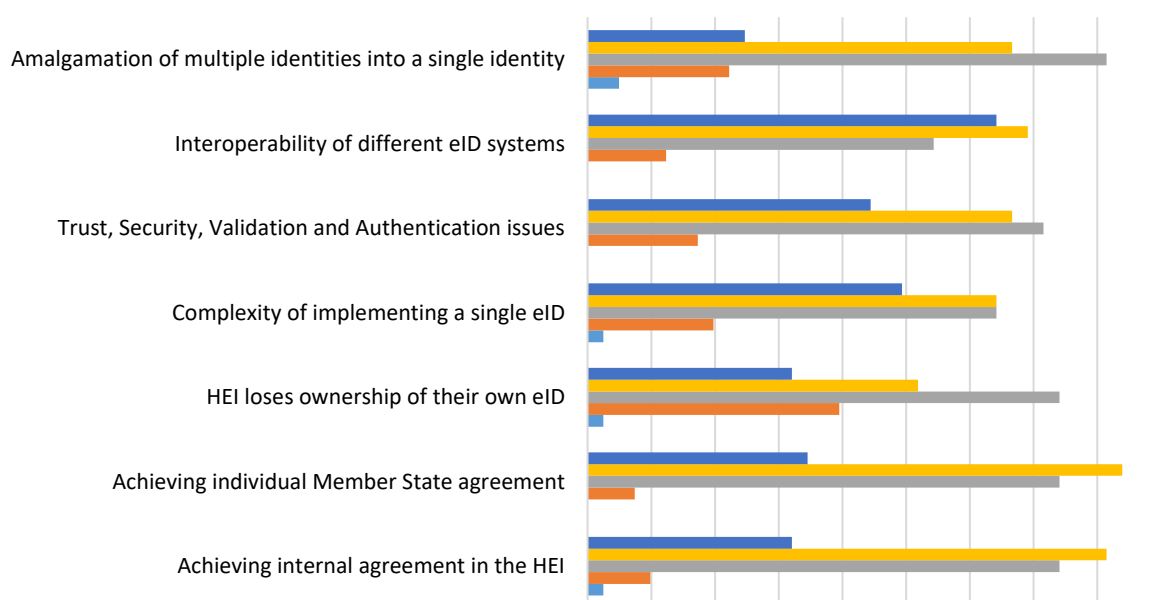 Amalgamation of multiple identities into a single identity
Interoperability of different eID systems
Trust, Security, Validation and Authentication issues
Complexity of implementing a single eID
HEI loses ownership of their own eID
Achieving individual Member State agreement
Achieving internal agreement in the HEI